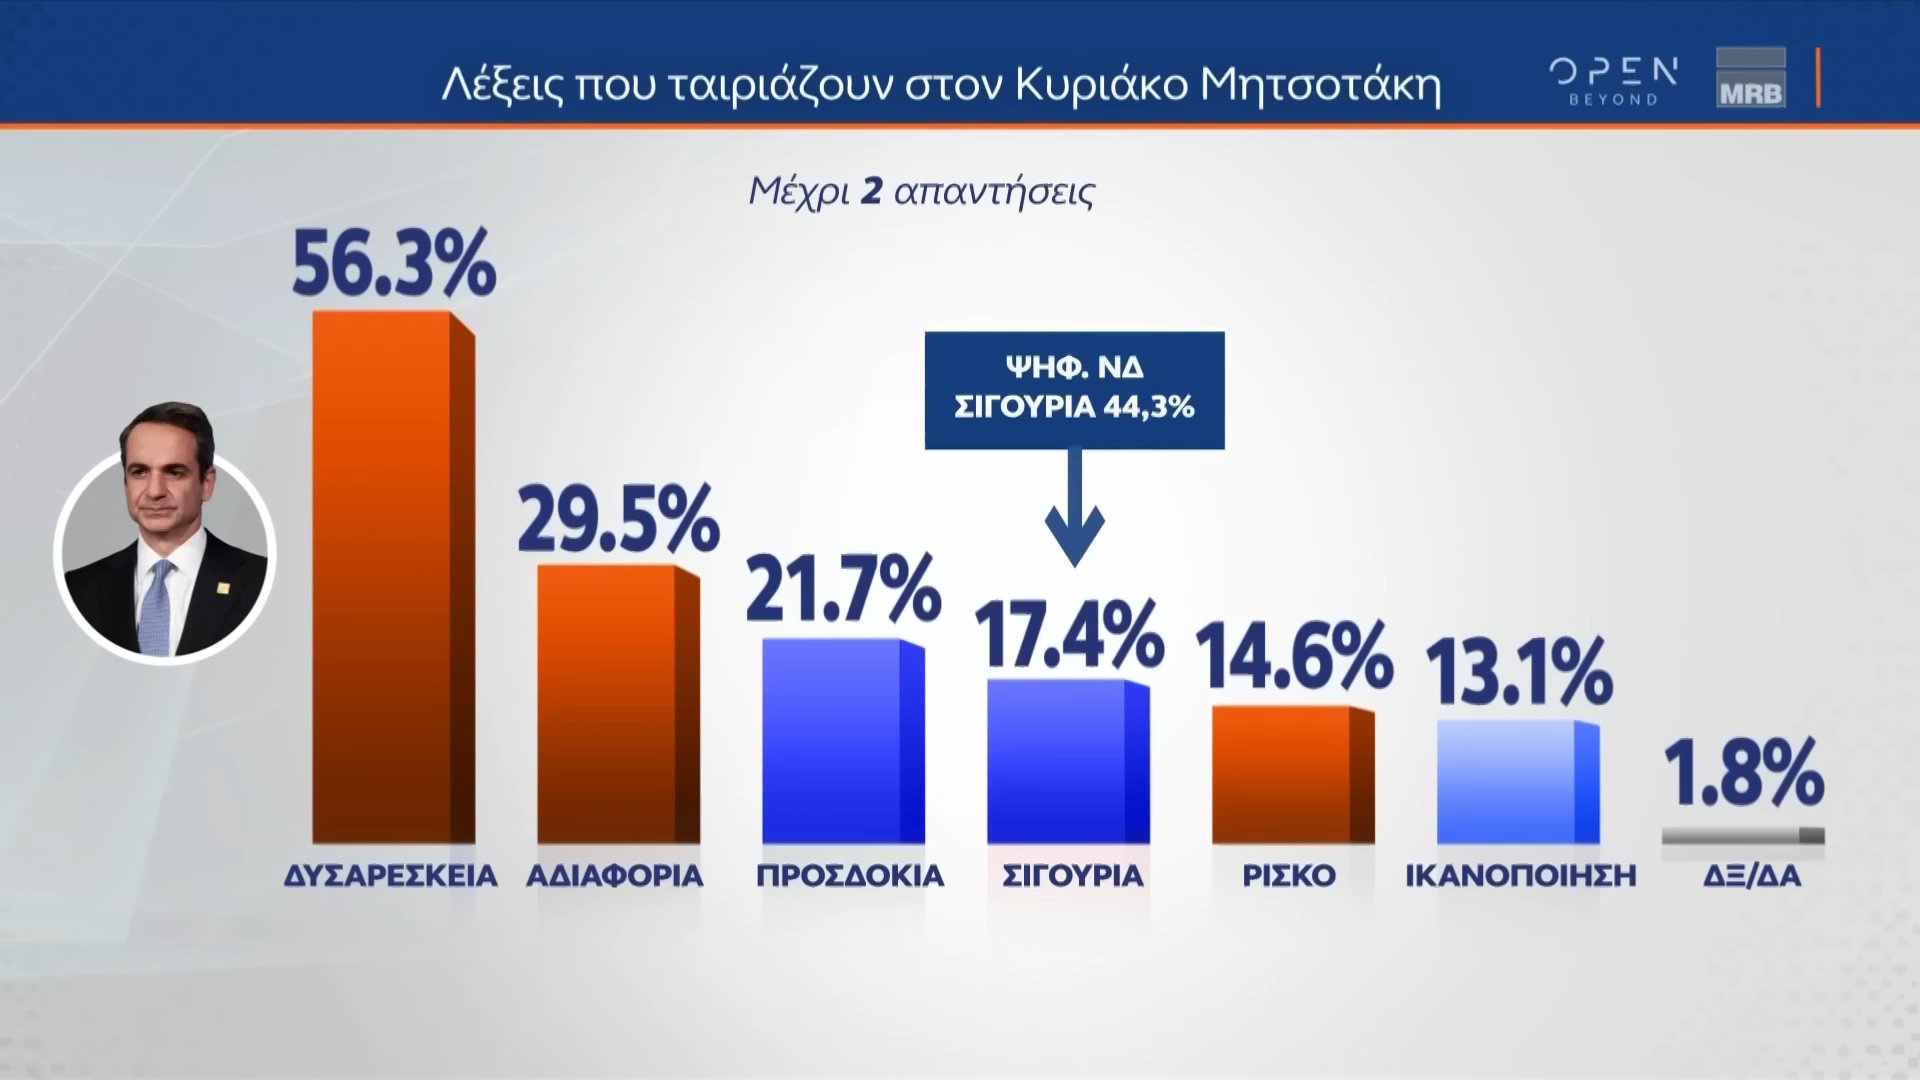 Λέξεις που ταιριάζουν στον Κυριάκο Μητσοτάκη
OPEN
BEYOND
MRB
Μέχρι 2 απαντήσεις
56.3%
29.5%
21.7%
17.4%
14.6%
13.1%
1.8%
ΨΗΦ. ΝΔ
ΣΙΓΟΥΡΙΑ 44,3%
ΔΥΣΑΡΕΣΚΕΙΑ
ΑΔΙΑΦΟΡΙΑ
ΠΡΟΣΔΟΚΙΑ
ΣΙΓΟΥΡΙΑ
ΡΙΣΚΟ
ΙΚΑΝΟΠΟΙΗΣΗ
ΔΞ/ΔΑ